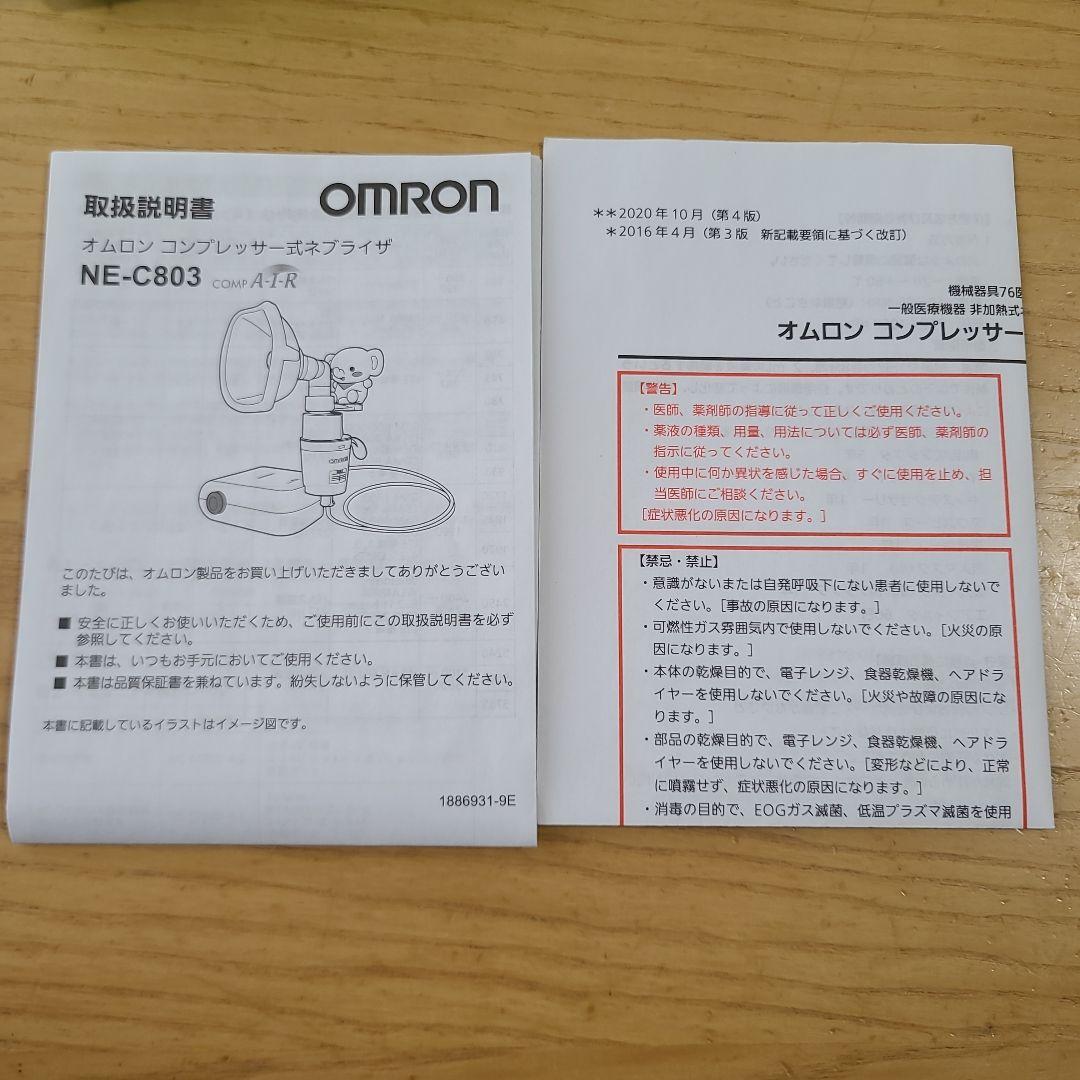 取扱説明書
OMRON
オムロン コンプレッサー式ネブライザ
NE-C803 COMP A-I-R
OMRON
このたびは、オムロン製品をお買い上げいただきましてありがとうござい
ました。
■ 安全に正しくお使いいただくため、ご使用前にこの取扱説明書を必ず
参照してください。
■ 本書は、いつもお手元においてご使用ください。
■ 本書は品質保証書を兼ねています。紛失しないように保管してください。
本書に記載しているイラストはイメージ図です。
1886931-9E
＊＊2020年10月（第4版）
＊2016年4月（第3版 新記載要領に基づく改訂）
機械器具76医
一般医療機器 非加熱式ネ
オムロン コンプレッサー
【警告】
・医師、薬剤師の指導に従って正しくご使用ください。
・薬液の種類、用量、用法については必ず医師、薬剤師の
指示に従ってください。
・使用中に何か異状を感じた場合、すぐに使用を止め、担
当医師にご相談ください。
［症状悪化の原因になります。］
【禁忌・禁止】
・意識がないまたは自発呼吸下にない患者に使用しないで
ください。［事故の原因になります。］
・可燃性ガス雰囲気内で使用しないでください。［火災の原
因になります。］
・本体の乾燥目的で、電子レンジ、食器乾燥機、ヘアドラ
イヤーを使用しないでください。［火災や故障の原因にな
ります。］
・部品の乾燥目的で、電子レンジ、食器乾燥機、ヘアドラ
イヤーを使用しないでください。［変形などにより、正常
に噴霧せず、症状悪化の原因になります。］
・消毒の目的で、EOGガス滅菌、低温プラズマ滅菌を使用